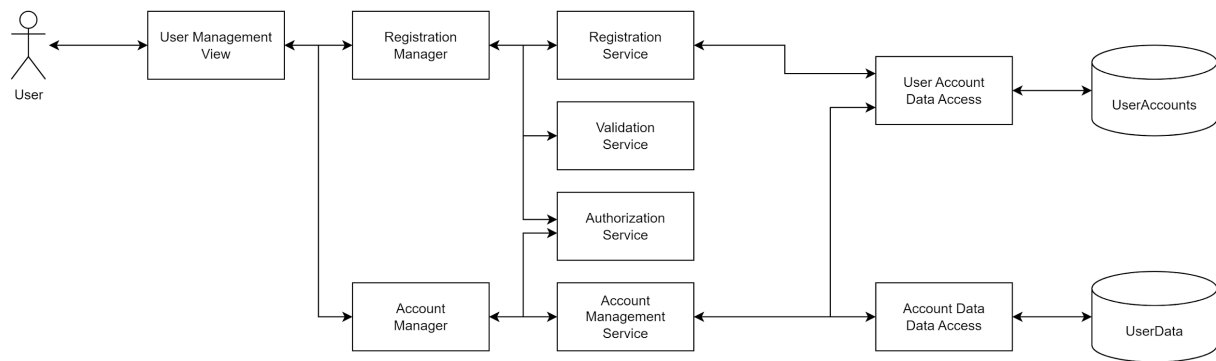 User
User Management
View
Registration
Manager
Registration
Service
User Account
Data Access
UserAccounts
Validation
Service
Authorization
Service
Account
Manager
Account
Management
Service
Account Data
Data Access
UserData